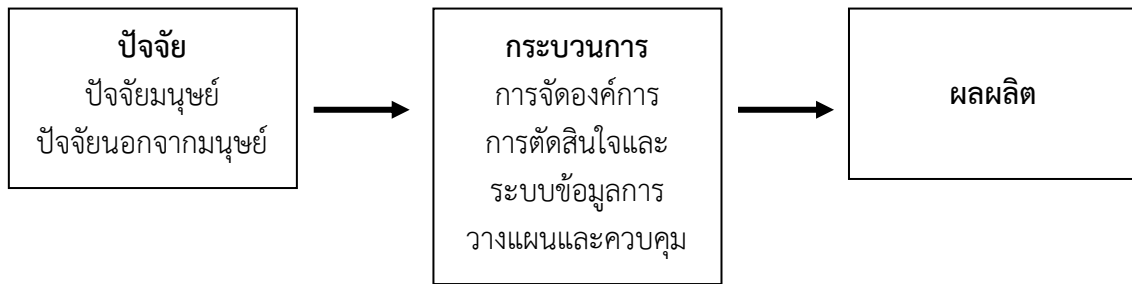 ปัจจัย
ปัจจัยมนุษย์
ปัจจัยนอกจากมนุษย์
กระบวนการ
การจัดองค์การ
การตัดสินใจและ
ระบบข้อมูลการ
วางแผนและควบคุม
ผลผลิต